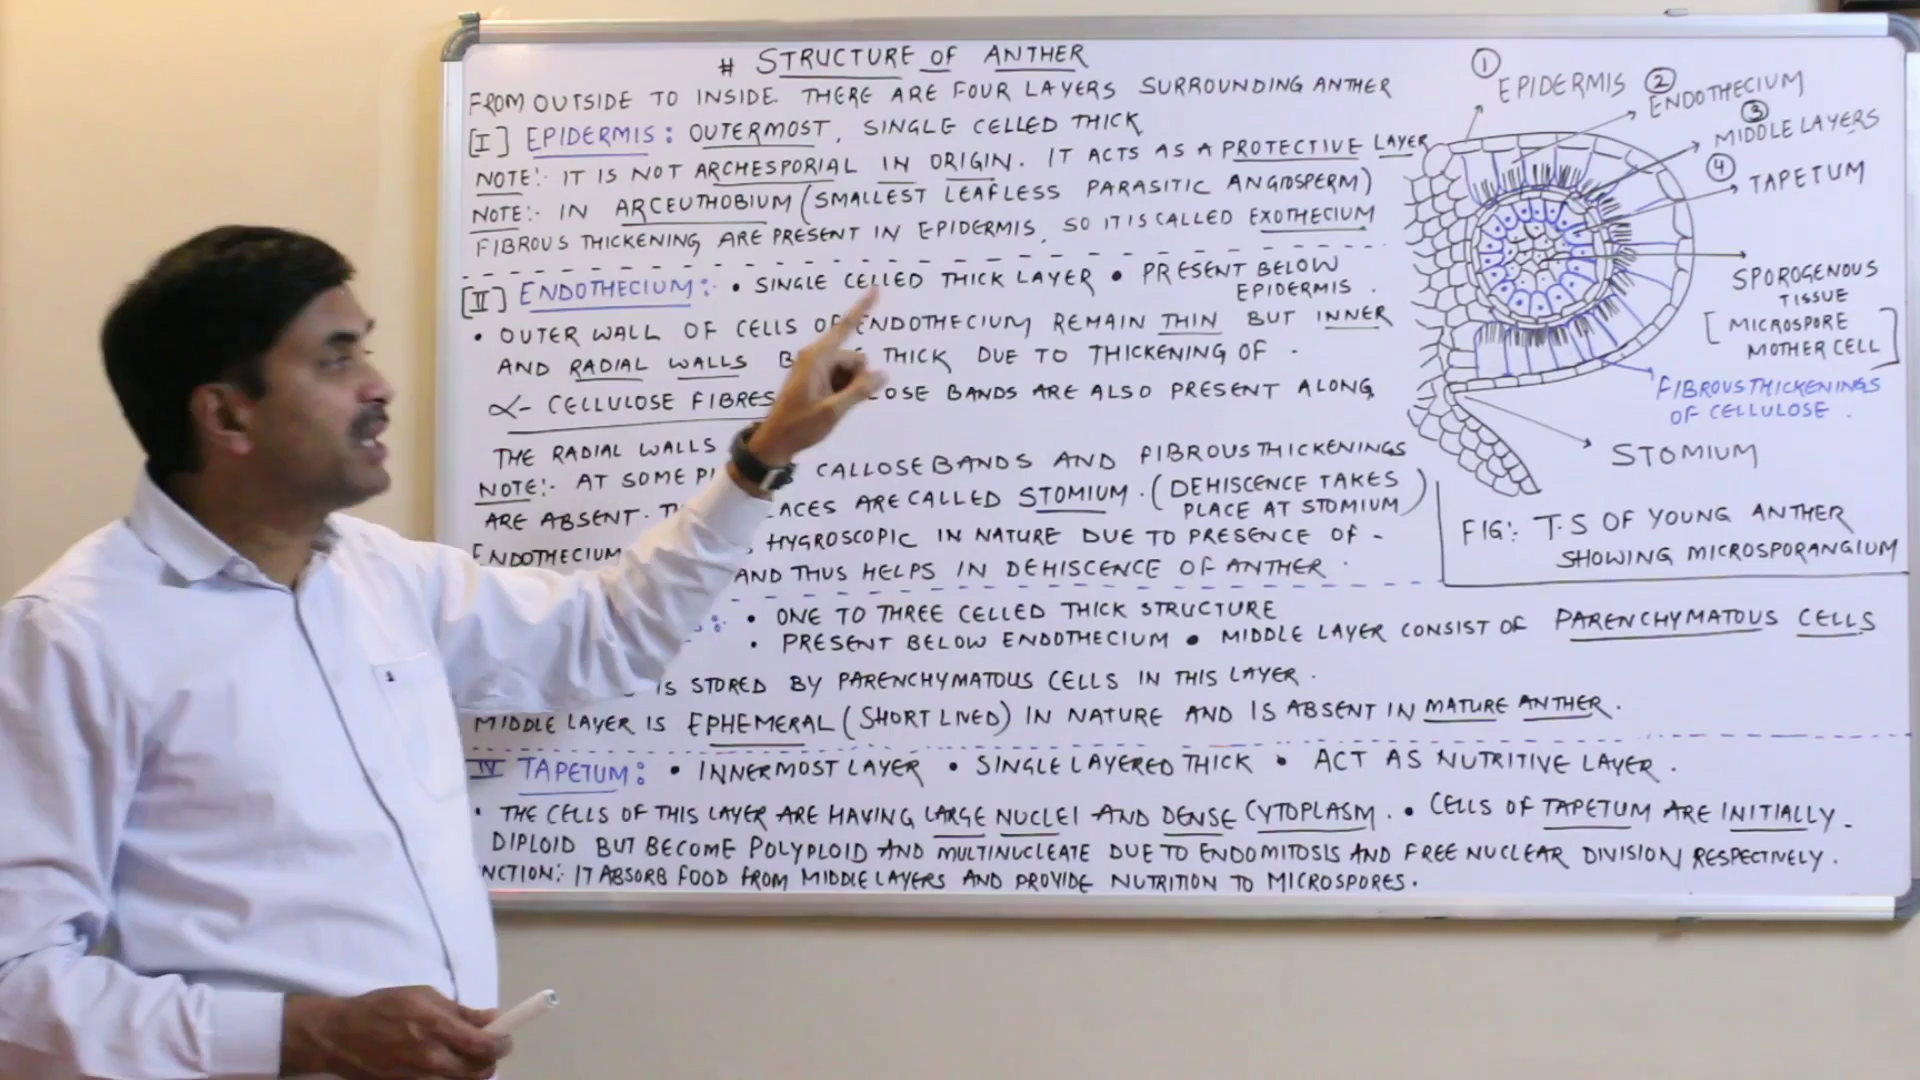 # STRUCTURE OF ANTHER
FROM OUTSIDE TO INSIDE THERE ARE FOUR LAYERS SURROUNDING ANTHER
[I] EPIDERMIS: OUTERMOST, SINGLE CELLED THICK
NOTE:- IT IS NOT ARCHESPORIAL IN ORIGIN. IT ACTS AS A PROTECTIVE LAYER
NOTE:- IN ARCEUTHOBIUM (SMALLEST LEAFLESS PARASITIC ANGIOSPERM)
FIBROUS THICKENING ARE PRESENT IN EPIDERMIS, SO IT IS CALLED EXOTHECIUM
[II] ENDOTHECIUM:- • SINGLE CELLED THICK LAYER • PRESENT BELOW
EPIDERMIS.
• OUTER WALL OF CELLS OF ENDOTHECIUM REMAIN THIN BUT INNER
AND RADIAL WALLS THICK DUE TO THICKENING OF -
α- CELLULOSE FIBRES LOSE BANDS ARE ALSO PRESENT ALONG
THE RADIAL WALLS
NOTE:- AT SOME PL CALLOSE BANDS AND FIBROUS THICKENINGS
ARE ABSENT. TH ACES ARE CALLED STOMIUM. (DEHISCENCE TAKES
PLACE AT STOMIUM)
ENDOTHECIUM HYGROSCOPIC IN NATURE DUE TO PRESENCE OF -
AND THUS HELPS IN DEHISCENCE OF ANTHER.
: • ONE TO THREE CELLED THICK STRUCTURE
• PRESENT BELOW ENDOTHECIUM • MIDDLE LAYER CONSIST OF PARENCHYMATOUS CELLS
IS STORED BY PARENCHYMATOUS CELLS IN THIS LAYER.
MIDDLE LAYER IS EPHEMERAL (SHORT LIVED) IN NATURE AND IS ABSENT IN MATURE ANTHER.
IV TAPETUM: • INNERMOST LAYER • SINGLE LAYERED THICK • ACT AS NUTRITIVE LAYER.
• THE CELLS OF THIS LAYER ARE HAVING LARGE NUCLEI AND DENSE CYTOPLASM. • CELLS OF TAPETUM ARE INITIALLY -
DIPLOID BUT BECOME POLYPLOID AND MULTINUCLEATE DUE TO ENDOMITOSIS AND FREE NUCLEAR DIVISION RESPECTIVELY.
NCTION:- IT ABSORB FOOD FROM MIDDLE LAYERS AND PROVIDE NUTRITION TO MICROSPORES.
① EPIDERMIS
② ENDOTHECIUM
③ MIDDLE LAYERS
④ TAPETUM
SPOROGENOUS
TISSUE
[MICROSPORE
MOTHER CELL]
FIBROUS THICKENINGS
OF CELLULOSE.
STOMIUM
FIG:- T.S OF YOUNG ANTHER
SHOWING MICROSPORANGIUM